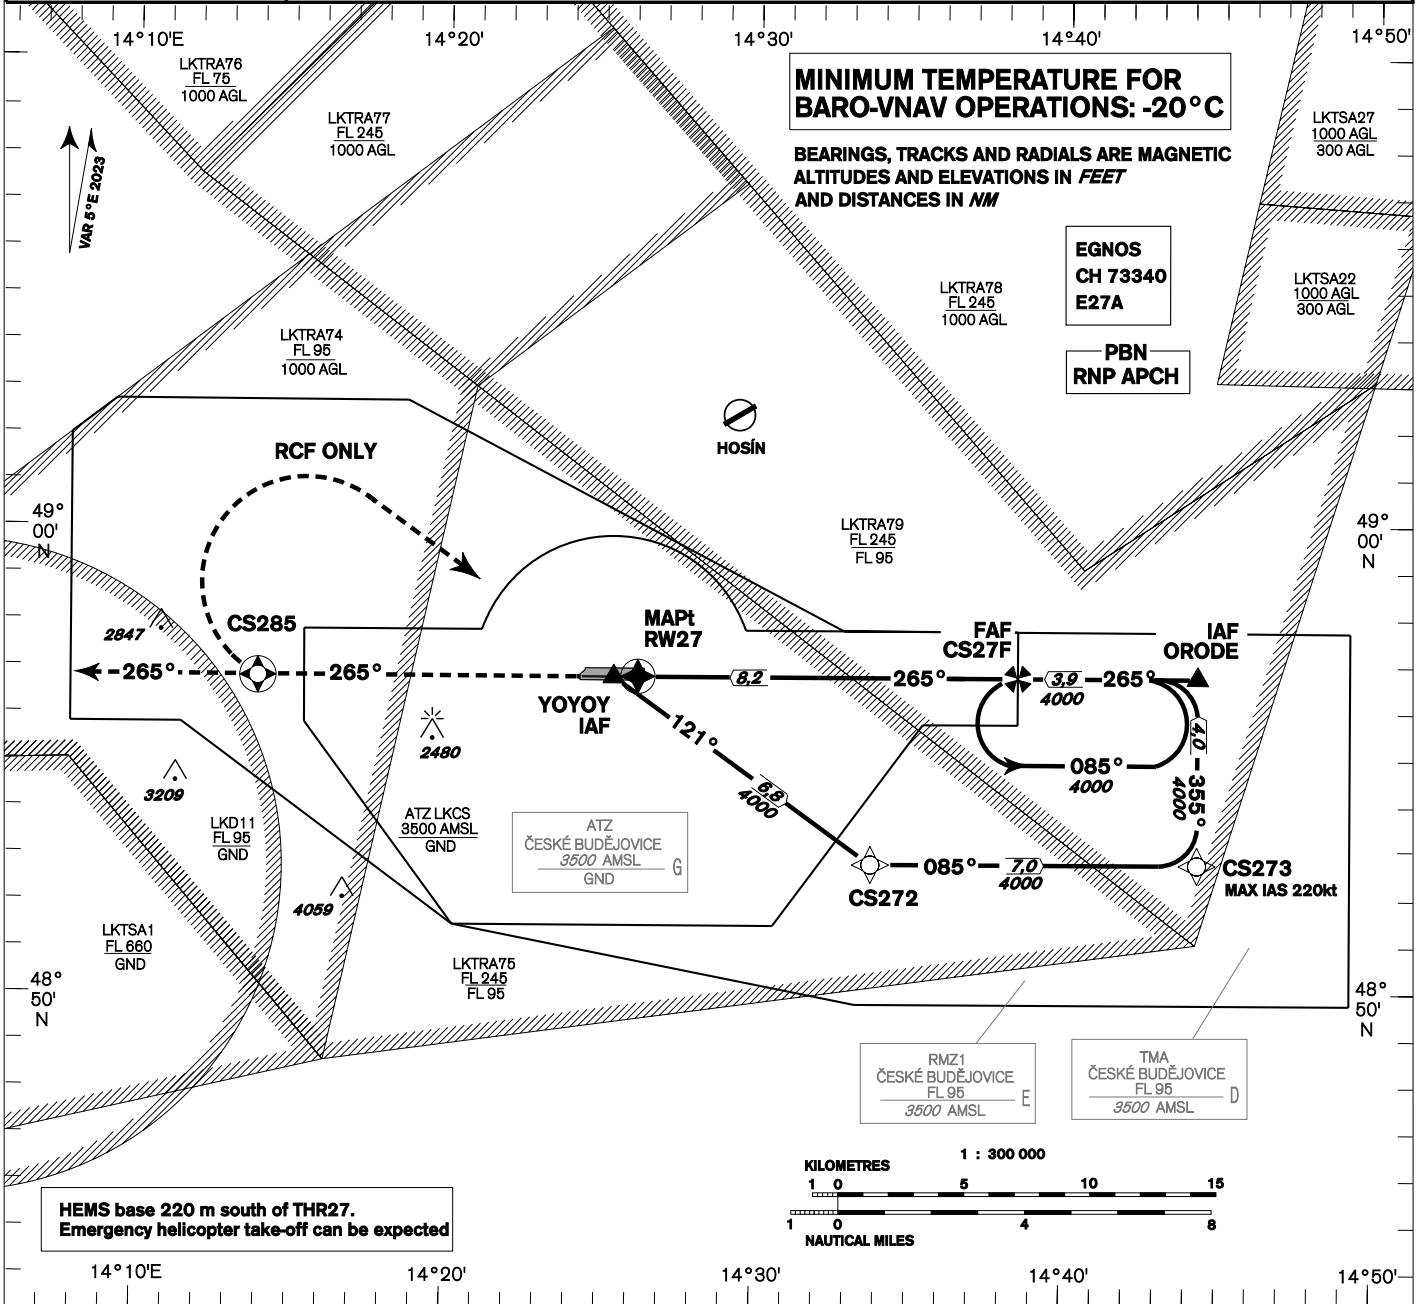 14°10'E
14°20'
14°30'
14°40'
14°50'
LKTRA76
FL 75
1000 AGL
LKTRA77
FL 245
1000 AGL
MINIMUM TEMPERATURE FOR
BARO-VNAV OPERATIONS: -20°C
LKTSA27
1000 AGL
300 AGL
BEARINGS, TRACKS AND RADIALS ARE MAGNETIC
ALTITUDES AND ELEVATIONS IN FEET
AND DISTANCES IN NM
VAR 5°E 2023
EGNOS
CH 73340
E27A
LKTRA78
FL 245
1000 AGL
LKTSA22
1000 AGL
300 AGL
LKTRA74
FL 95
1000 AGL
PBN
RNP APCH
RCF ONLY
HOSÍN
49°
00'
N
LKTRA79
FL 245
FL 95
49°
00'
N
2847
CS285
MAPt
RW27
FAF
CS27F
IAF
ORODE
265°
265°
8,2
265°
3,9
4000
265°
YOYOY
IAF
121°
2480
4,0
355°
4000
085°
4000
3209
6,8
4000
LKD11
FL 95
GND
ATZ LKCS
3500 AMSL
GND
ATZ
ČESKÉ BUDĚJOVICE
3500 AMSL
GND
G
085°
7,0
4000
CS272
CS273
MAX IAS 220kt
4059
LKTSA1
FL 660
GND
LKTRA75
FL 245
FL 95
48°
50'
N
48°
50'
N
RMZ1
ČESKÉ BUDĚJOVICE
FL 95
3500 AMSL
E
TMA
ČESKÉ BUDĚJOVICE
FL 95
3500 AMSL
D
1 : 300 000
KILOMETRES
1 0 5 10 15
1 0 4 8
NAUTICAL MILES
HEMS base 220 m south of THR27.
Emergency helicopter take-off can be expected
14°10'E
14°20'
14°30'
14°40'
14°50'